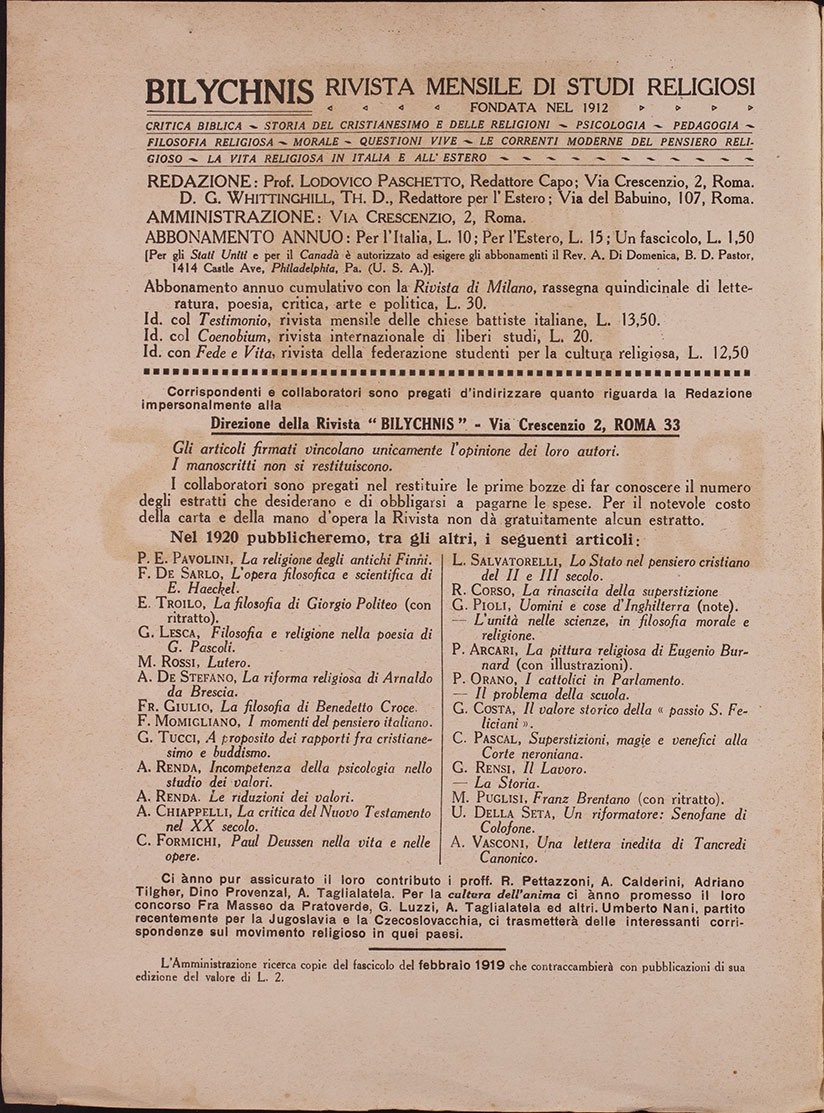 BILYCHNIS RIVISTA MENSILE DI STUDI RELIGIOSI
FONDATA NEL 1912
CRITICA BIBLICA ~ STORIA DEL CRISTIANESIMO E DELLE RELIGIONI ~ PSICOLOGIA ~ PEDAGOGIA ~
FILOSOFIA RELIGIOSA ~ MORALE ~ QUESTIONI VIVE ~ LE CORRENTI MODERNE DEL PENSIERO RELI-
GIOSO ~ LA VITA RELIGIOSA IN ITALIA E ALL'ESTERO ~ ~ ~ ~ ~ ~ ~ ~ ~
REDAZIONE: Prof. LODOVICO PASCHETTO, Redattore Capo; Via Crescenzio, 2, Roma.
D. G. WHITTINGHILL, TH. D., Redattore per l'Estero; Via del Babuino, 107, Roma.
AMMINISTRAZIONE: VIA CRESCENZIO, 2, Roma.
ABBONAMENTO ANNUO: Per l'Italia, L. 10; Per l'Estero, L. 15; Un fascicolo, L. 1,50
[Per gli Stati Uniti e per il Canadà è autorizzato ad esigere gli abbonamenti il Rev. A. Di Domenica, B. D. Pastor,
1414 Castle Ave, Philadelphia, Pa. (U. S. A.)].
Abbonamento annuo cumulativo con la Rivista di Milano, rassegna quindicinale di lette-
ratura, poesia, critica, arte e politica, L. 30.
Id. col Testimonio, rivista mensile delle chiese battiste italiane, L. 13,50.
Id. col Coenobium, rivista internazionale di liberi studi, L. 20.
Id. con Fede e Vita, rivista della federazione studenti per la cultura religiosa, L. 12,50
Corrispondenti e collaboratori sono pregati d'indirizzare quanto riguarda la Redazione
impersonalmente alla
Direzione della Rivista "BILYCHNIS" - Via Crescenzio 2, ROMA 33
Gli articoli firmati vincolano unicamente l'opinione dei loro autori.
I manoscritti non si restituiscono.
I collaboratori sono pregati nel restituire le prime bozze di far conoscere il numero
degli estratti che desiderano e di obbligarsi a pagarne le spese. Per il notevole costo
della carta e della mano d'opera la Rivista non dà gratuitamente alcun estratto.
Nel 1920 pubblicheremo, tra gli altri, i seguenti articoli:
P. E. PAVOLINI, La religione degli antichi Finni.
F. DE SARLO, L'opera filosofica e scientifica di
E. Haeckel.
E. TROILO, La filosofia di Giorgio Politeo (con
ritratto).
G. LESCA, Filosofia e religione nella poesia di
G. Pascoli.
M. ROSSI, Lutero.
A. DE STEFANO, La riforma religiosa di Arnaldo
da Brescia.
FR. GIULIO, La filosofia di Benedetto Croce.
F. MOMIGLIANO, I momenti del pensiero italiano.
G. TUCCI, A proposito dei rapporti fra cristiane-
simo e buddismo.
A. RENDA, Incompetenza della psicologia nello
studio dei valori.
A. RENDA. Le riduzioni dei valori.
A. CHIAPPELLI, La critica del Nuovo Testamento
nel XX secolo.
C. FORMICHI, Paul Deussen nella vita e nelle
opere.
L. SALVATORELLI, Lo Stato nel pensiero cristiano
del II e III secolo.
R. CORSO, La rinascita della superstizione
G. PIOLI, Uomini e cose d'Inghilterra (note).
— L'unità nelle scienze, in filosofia morale e
religione.
P. ARCARI, La pittura religiosa di Eugenio Bur-
nard (con illustrazioni).
P. ORANO, I cattolici in Parlamento.
— Il problema della scuola.
G. COSTA, Il valore storico della « passio S. Fe-
liciani ».
C. PASCAL, Superstizioni, magie e venefici alla
Corte neroniana.
G. RENSI, Il Lavoro.
— La Storia.
M. PUGLISI, Franz Brentano (con ritratto).
U. DELLA SETA, Un riformatore: Senofane di
Colofone.
A. VASCONI, Una lettera inedita di Tancredi
Canonico.
Ci ànno pur assicurato il loro contributo i proff. R. Pettazzoni, A. Calderini, Adriano
Tilgher, Dino Provenzal, A. Taglialatela. Per la cultura dell'anima ci ànno promesso il loro
concorso Fra Masseo da Pratoverde, G. Luzzi, A. Taglialatela ed altri. Umberto Nani, partito
recentemente per la Jugoslavia e la Czecoslovacchia, ci trasmetterà delle interessanti corri-
spondenze sul movimento religioso in quei paesi.
L'Amministrazione ricerca copie del fascicolo del febbraio 1919 che contraccambierà con pubblicazioni di sua
edizione del valore di L. 2.